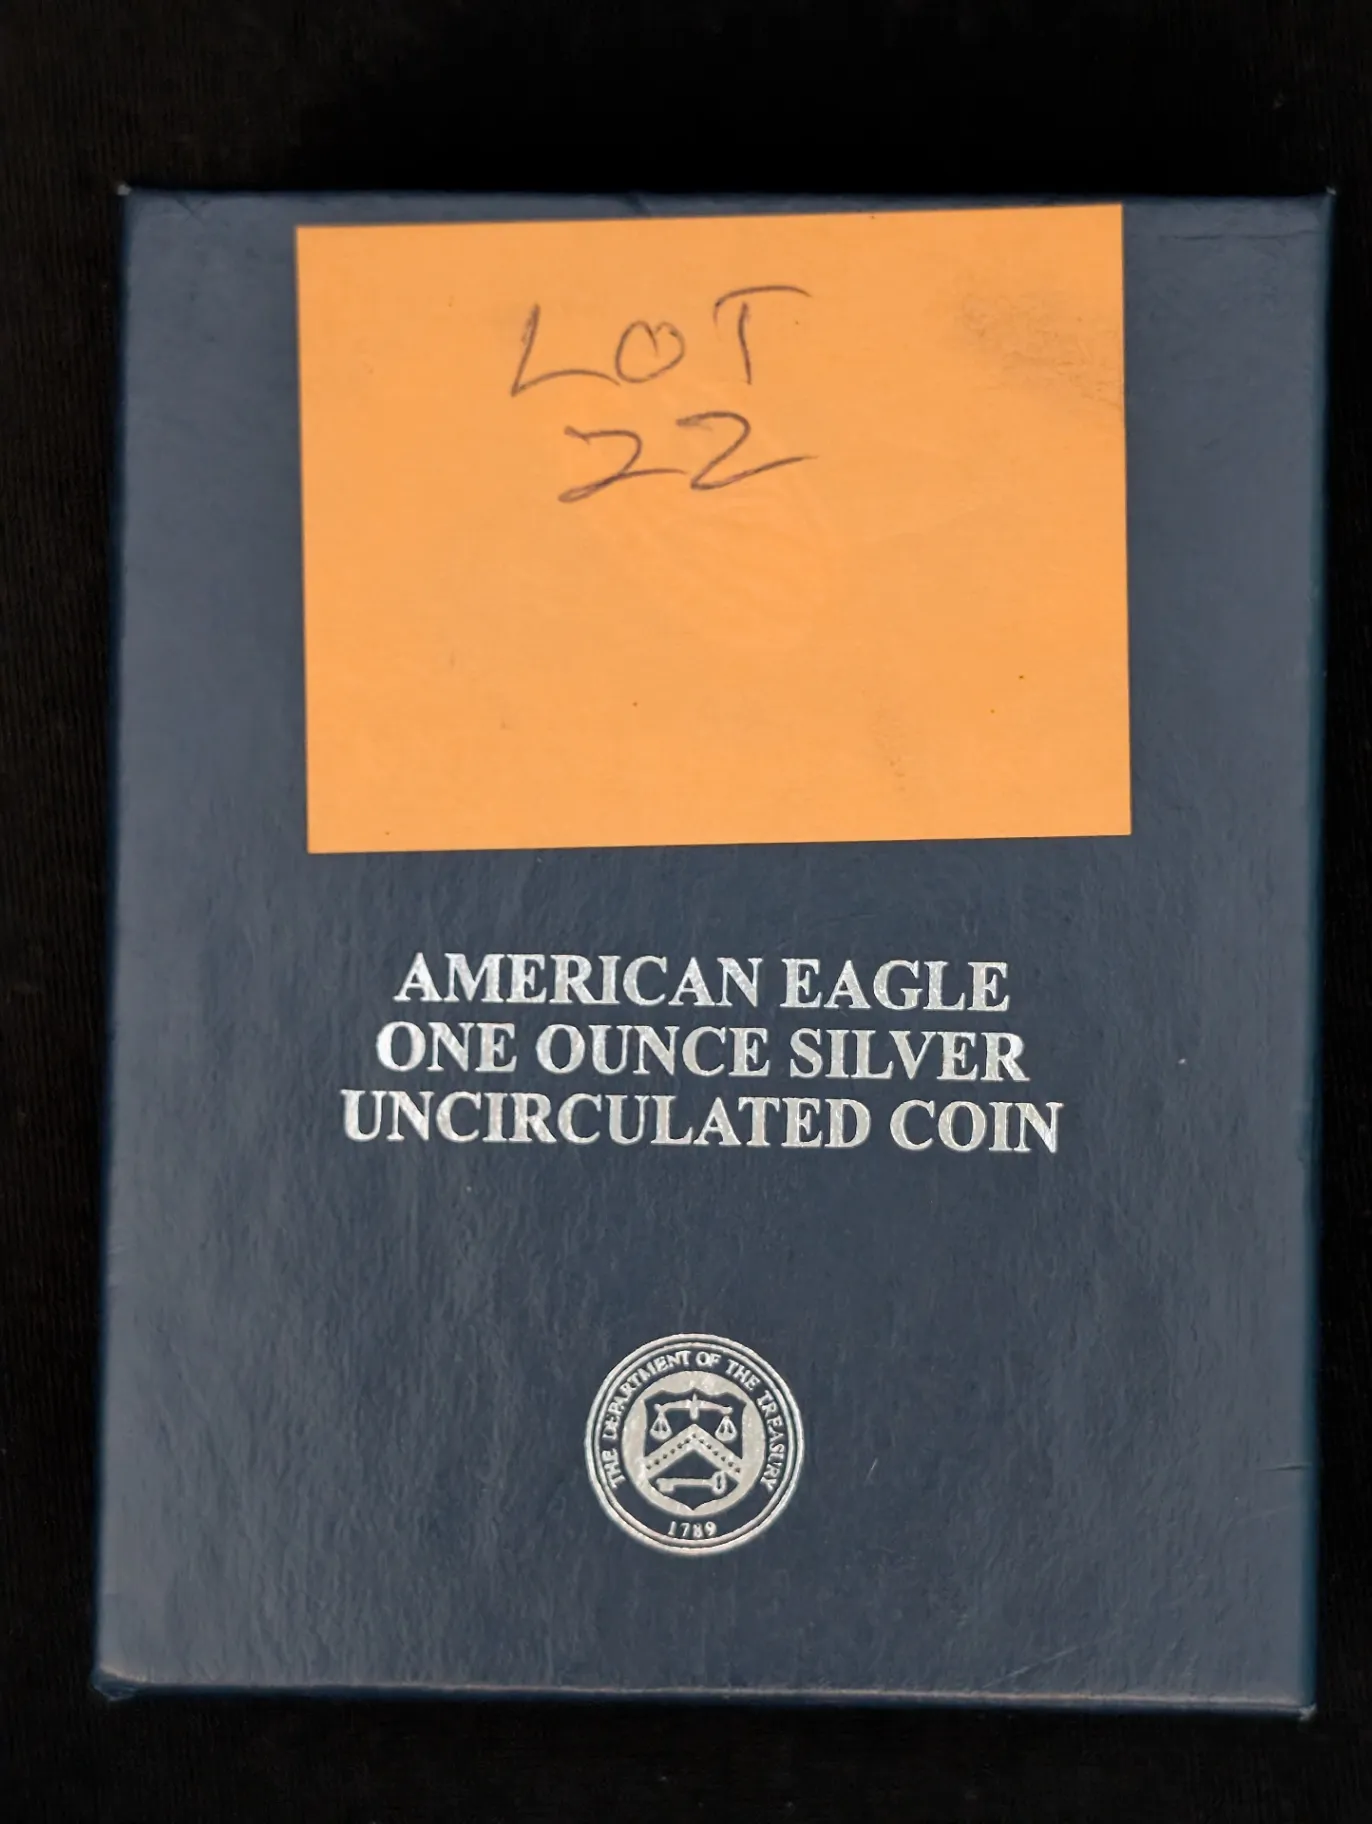 LOT
22
AMERICAN EAGLE
ONE OUNCE SILVER
UNCIRCULATED COIN
THE DEPARTMENT OF THE TREASURY
1789